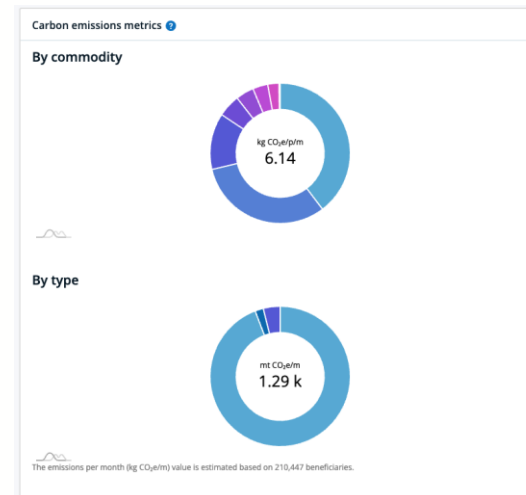 Carbon emissions metrics ?
By commodity
kg CO₂e/p/m
6.14
By type
mt CO₂e/m
1.29 k
The emissions per month (kg CO₂e/m) value is estimated based on 210,447 beneficiaries.